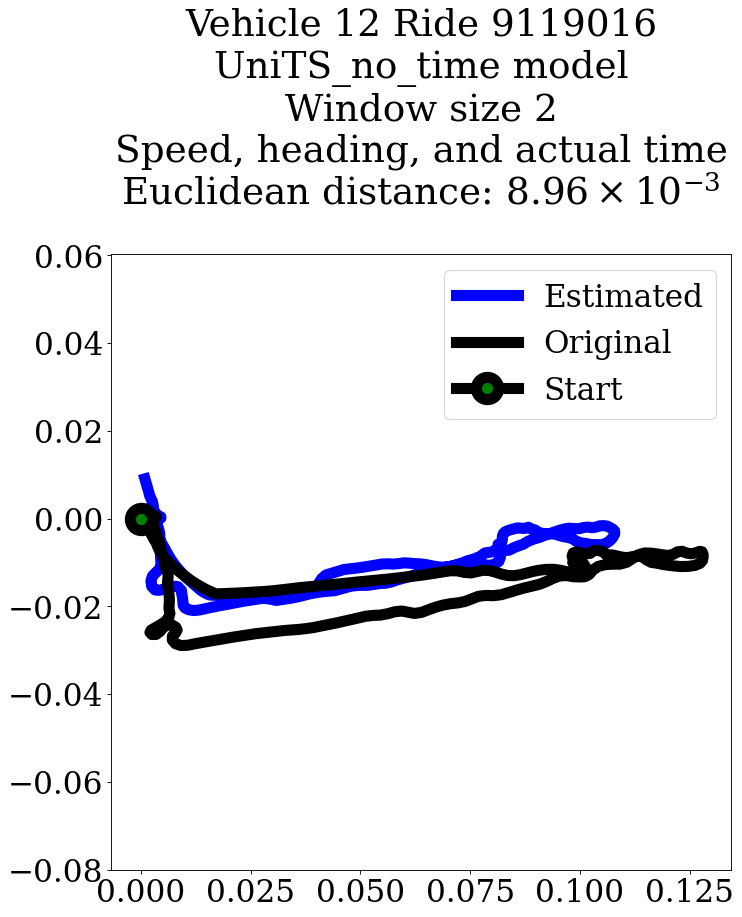 Vehicle 12 Ride 9119016
UniTS_no_time model
Window size 2
Speed, heading, and actual time
Euclidean distance: 8.96 × 10⁻³
0.06
Estimated
0.04
Original
Start
0.02
0.00
−0.02
−0.04
−0.06
−0.08
0.000 0.025 0.050 0.075 0.100 0.125